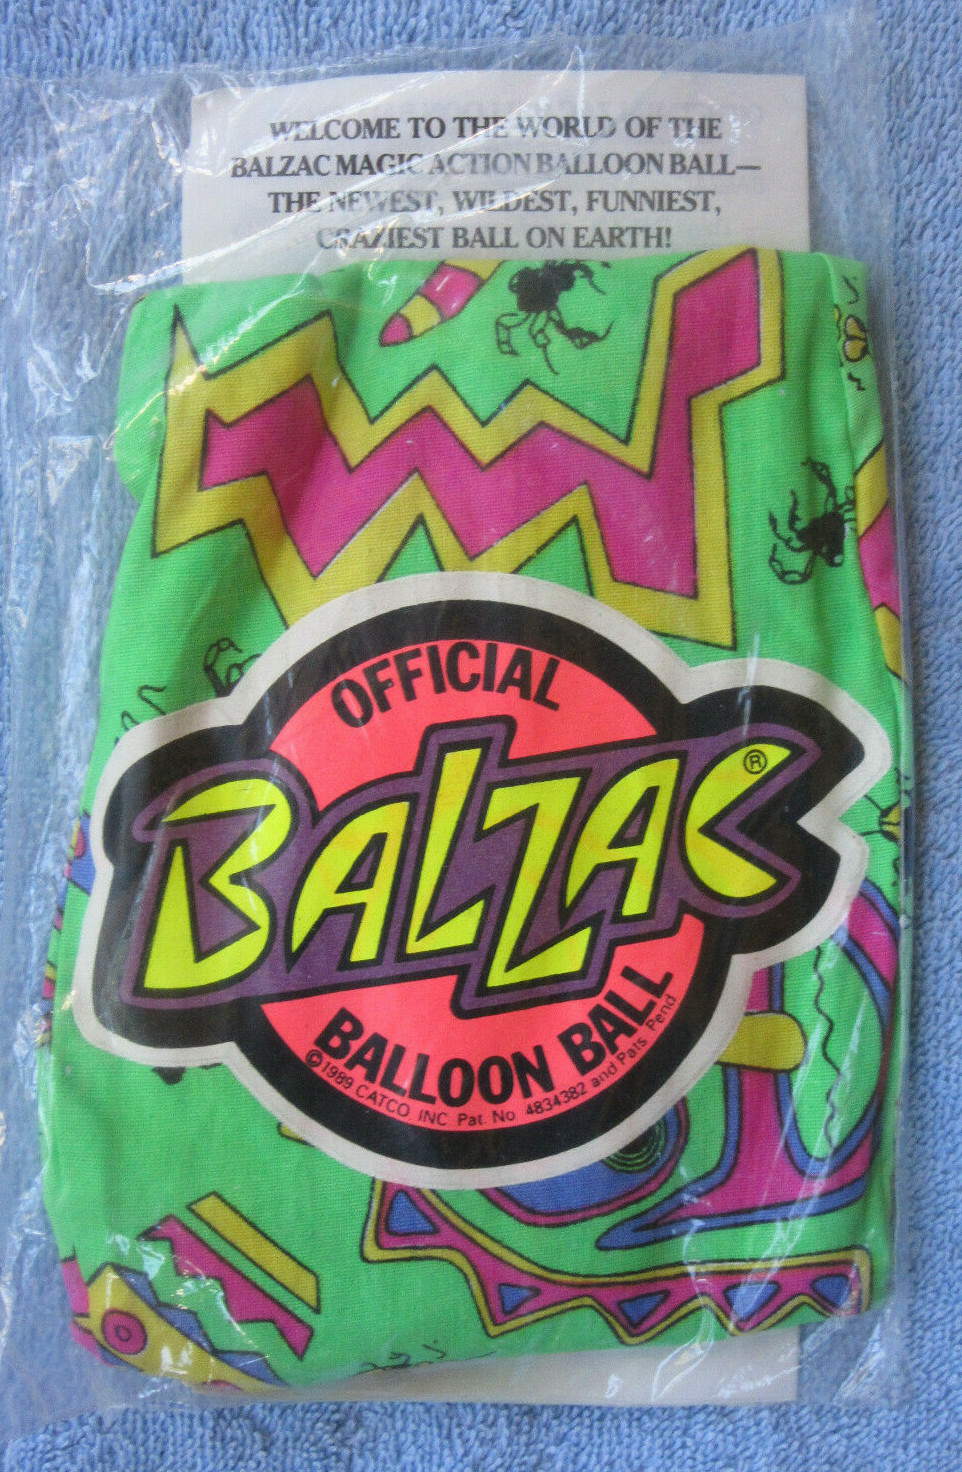 WELCOME TO THE WORLD OF THE
BALZAC MAGIC ACTION BALLOON BALL—
THE NEWEST, WILDEST, FUNNIEST,
CRAZIEST BALL ON EARTH!
OFFICIAL
BALZAC®
BALLOON BALL
©1989 CATCO. INC Pat. No 4834382 and Pats Pend